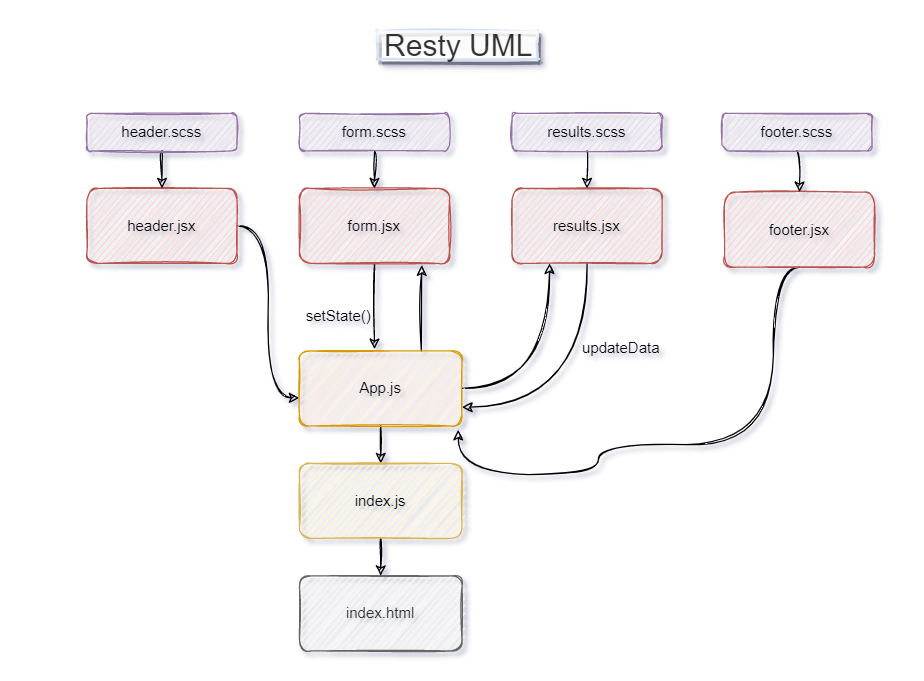 Resty UML
header.scss
form.scss
results.scss
footer.scss
header.jsx
form.jsx
results.jsx
footer.jsx
setState()
updateData
App.js
index.js
index.html